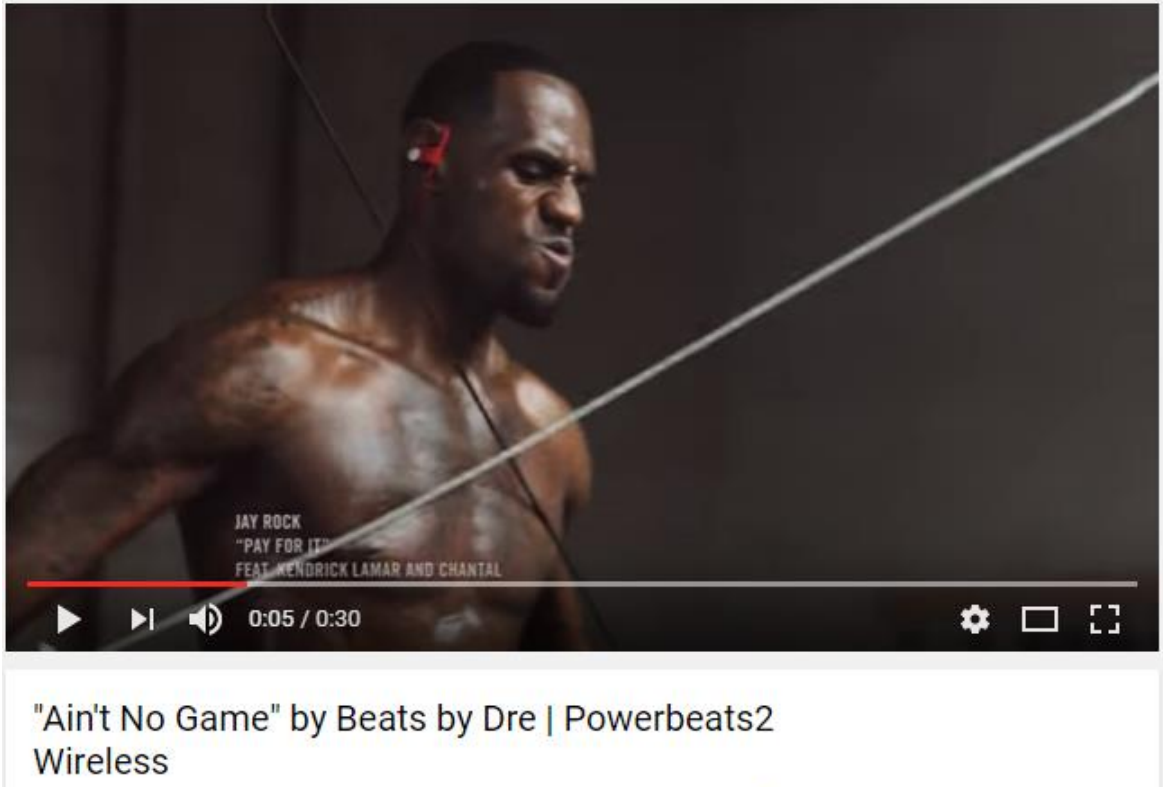 JAY ROCK
"PAY FOR IT"
FEAT. KENDRICK LAMAR AND CHANTAL
0:05 / 0:30
"Ain't No Game" by Beats by Dre | Powerbeats2
Wireless